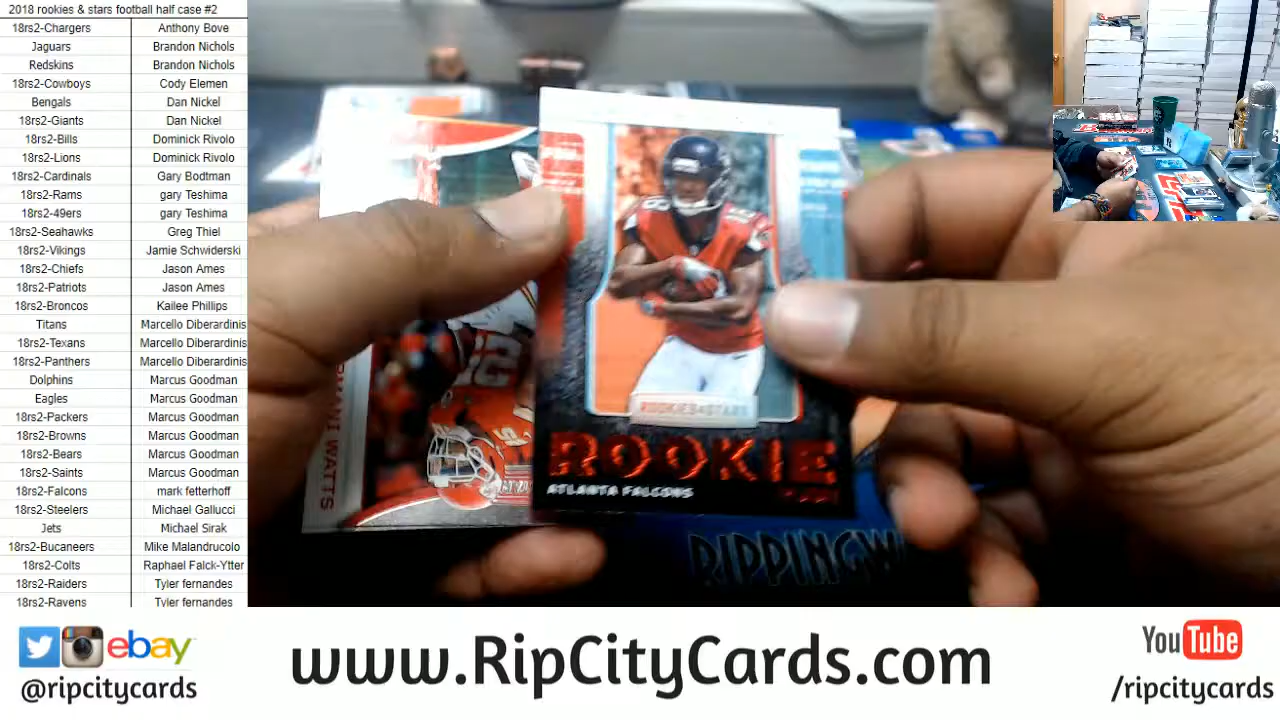 2018 rookies & stars football half case #2
18rs2-Chargers Anthony Bove
Jaguars Brandon Nichols
Redskins Brandon Nichols
18rs2-Cowboys Cody Elemen
Bengals Dan Nickel
18rs2-Giants Dan Nickel
18rs2-Bills Dominick Rivolo
18rs2-Lions Dominick Rivolo
18rs2-Cardinals Gary Bodtman
18rs2-Rams gary Teshima
18rs2-49ers gary Teshima
18rs2-Seahawks Greg Thiel
18rs2-Vikings Jamie Schwiderski
18rs2-Chiefs Jason Ames
18rs2-Patriots Jason Ames
18rs2-Broncos Kailee Phillips
Titans Marcello Diberardinis
18rs2-Texans Marcello Diberardinis
18rs2-Panthers Marcello Diberardinis
Dolphins Marcus Goodman
Eagles Marcus Goodman
18rs2-Packers Marcus Goodman
18rs2-Browns Marcus Goodman
18rs2-Bears Marcus Goodman
18rs2-Saints Marcus Goodman
18rs2-Falcons mark fetterhoff
18rs2-Steelers Michael Gallucci
Jets Michael Sirak
18rs2-Bucaneers Mike Malandrucolo
18rs2-Colts Raphael Falck-Ytter
18rs2-Raiders Tyler fernandes
18rs2-Ravens Tyler fernandes
ROOKIES & STARS
ROOKIE
ATLANTA FALCONS
WATTS
ebay
@ripcitycards
www.RipCityCards.com
YouTube
/ripcitycards